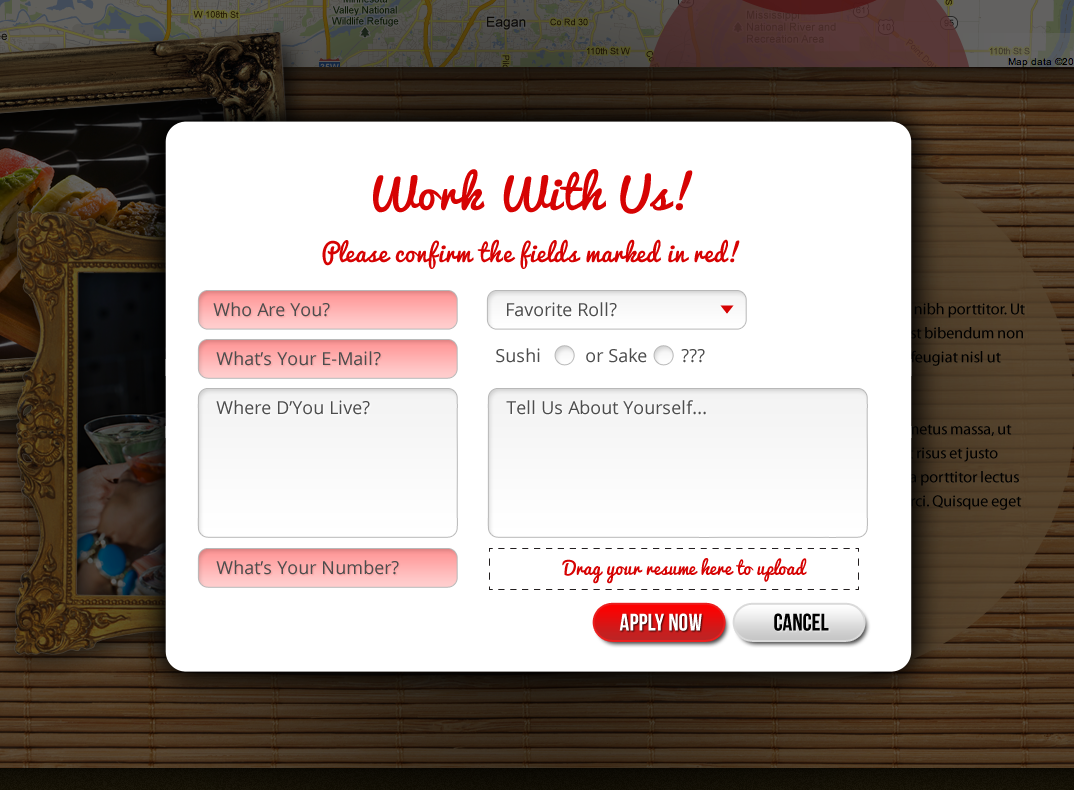 W 108th St
Minnesota
Valley National
Wildlife Refuge
Eagan
Co Rd 30
110th St W
35W
Mississippi
National River and
Recreation Area
10
110th St S
Map data ©20
Work With Us!
Please confirm the fields marked in red!
Who Are You?
Favorite Roll?
What's Your E-Mail?
Sushi or Sake ???
Where D'You Live?
Tell Us About Yourself...
What's Your Number?
Drag your resume here to upload
APPLY NOW
CANCEL
nibh porttitor. Ut
st bibendum non
feugiat nisl ut
metus massa, ut
risus et justo
a porttitor lectus
rci. Quisque eget